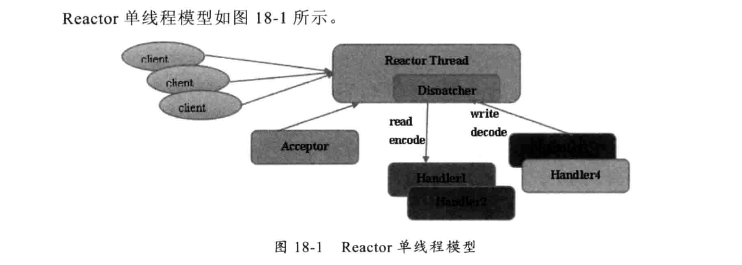 Reactor 单线程模型如图 18-1 所示。
client
client
client
Reactor Thread
Dispatcher
read
encode
write
decode
Acceptor
Handler1
Handler2
Handler4
图 18-1 Reactor 单线程模型